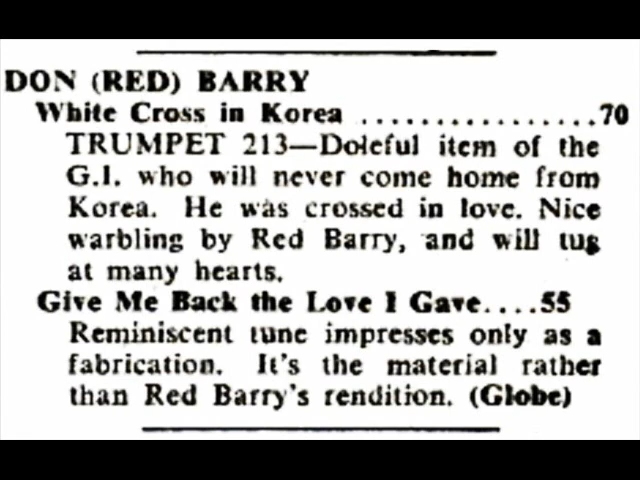 DON (RED) BARRY
White Cross in Korea ................70
TRUMPET 213—Doleful item of the
G.I. who will never come home from
Korea. He was crossed in love. Nice
warbling by Red Barry, and will tug
at many hearts.
Give Me Back the Love I Gave....55
Reminiscent tune impresses only as a
fabrication. It's the material rather
than Red Barry's rendition. (Globe)